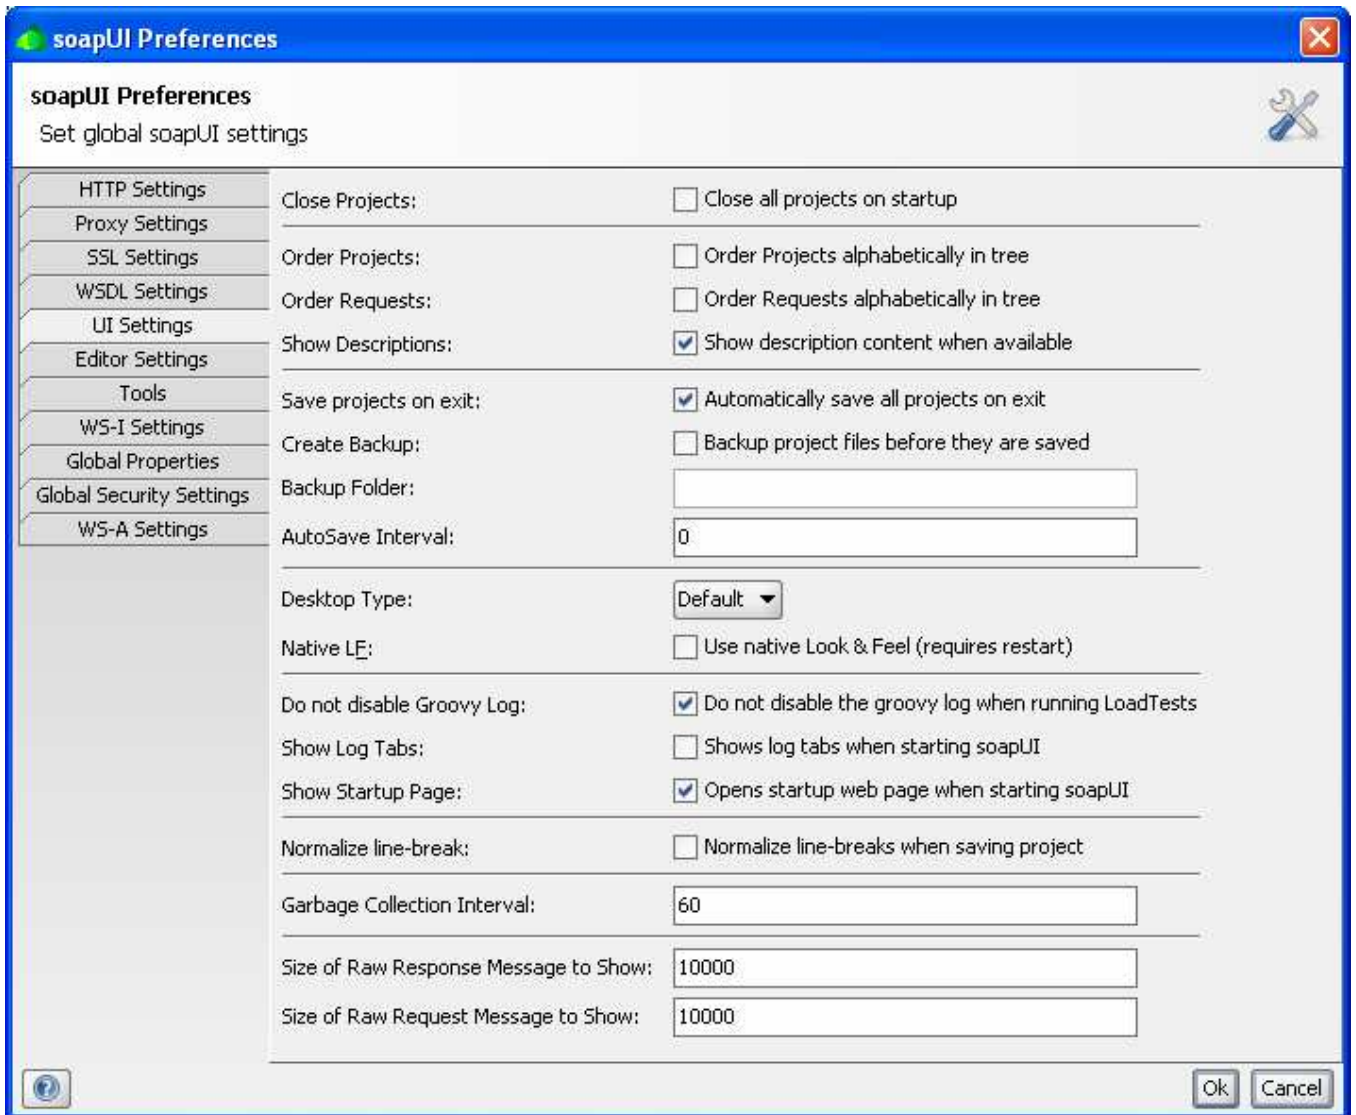 soapUI Preferences
soapUI Preferences
Set global soapUI settings
HTTP Settings
Proxy Settings
SSL Settings
WSDL Settings
UI Settings
Editor Settings
Tools
WS-I Settings
Global Properties
Global Security Settings
WS-A Settings
Close Projects: Close all projects on startup
Order Projects: Order Projects alphabetically in tree
Order Requests: Order Requests alphabetically in tree
Show Descriptions: Show description content when available
Save projects on exit: Automatically save all projects on exit
Create Backup: Backup project files before they are saved
Backup Folder:
AutoSave Interval: 0
Desktop Type: Default
Native LF: Use native Look & Feel (requires restart)
Do not disable Groovy Log: Do not disable the groovy log when running LoadTests
Show Log Tabs: Shows log tabs when starting soapUI
Show Startup Page: Opens startup web page when starting soapUI
Normalize line-break: Normalize line-breaks when saving project
Garbage Collection Interval: 60
Size of Raw Response Message to Show: 10000
Size of Raw Request Message to Show: 10000
? Ok Cancel